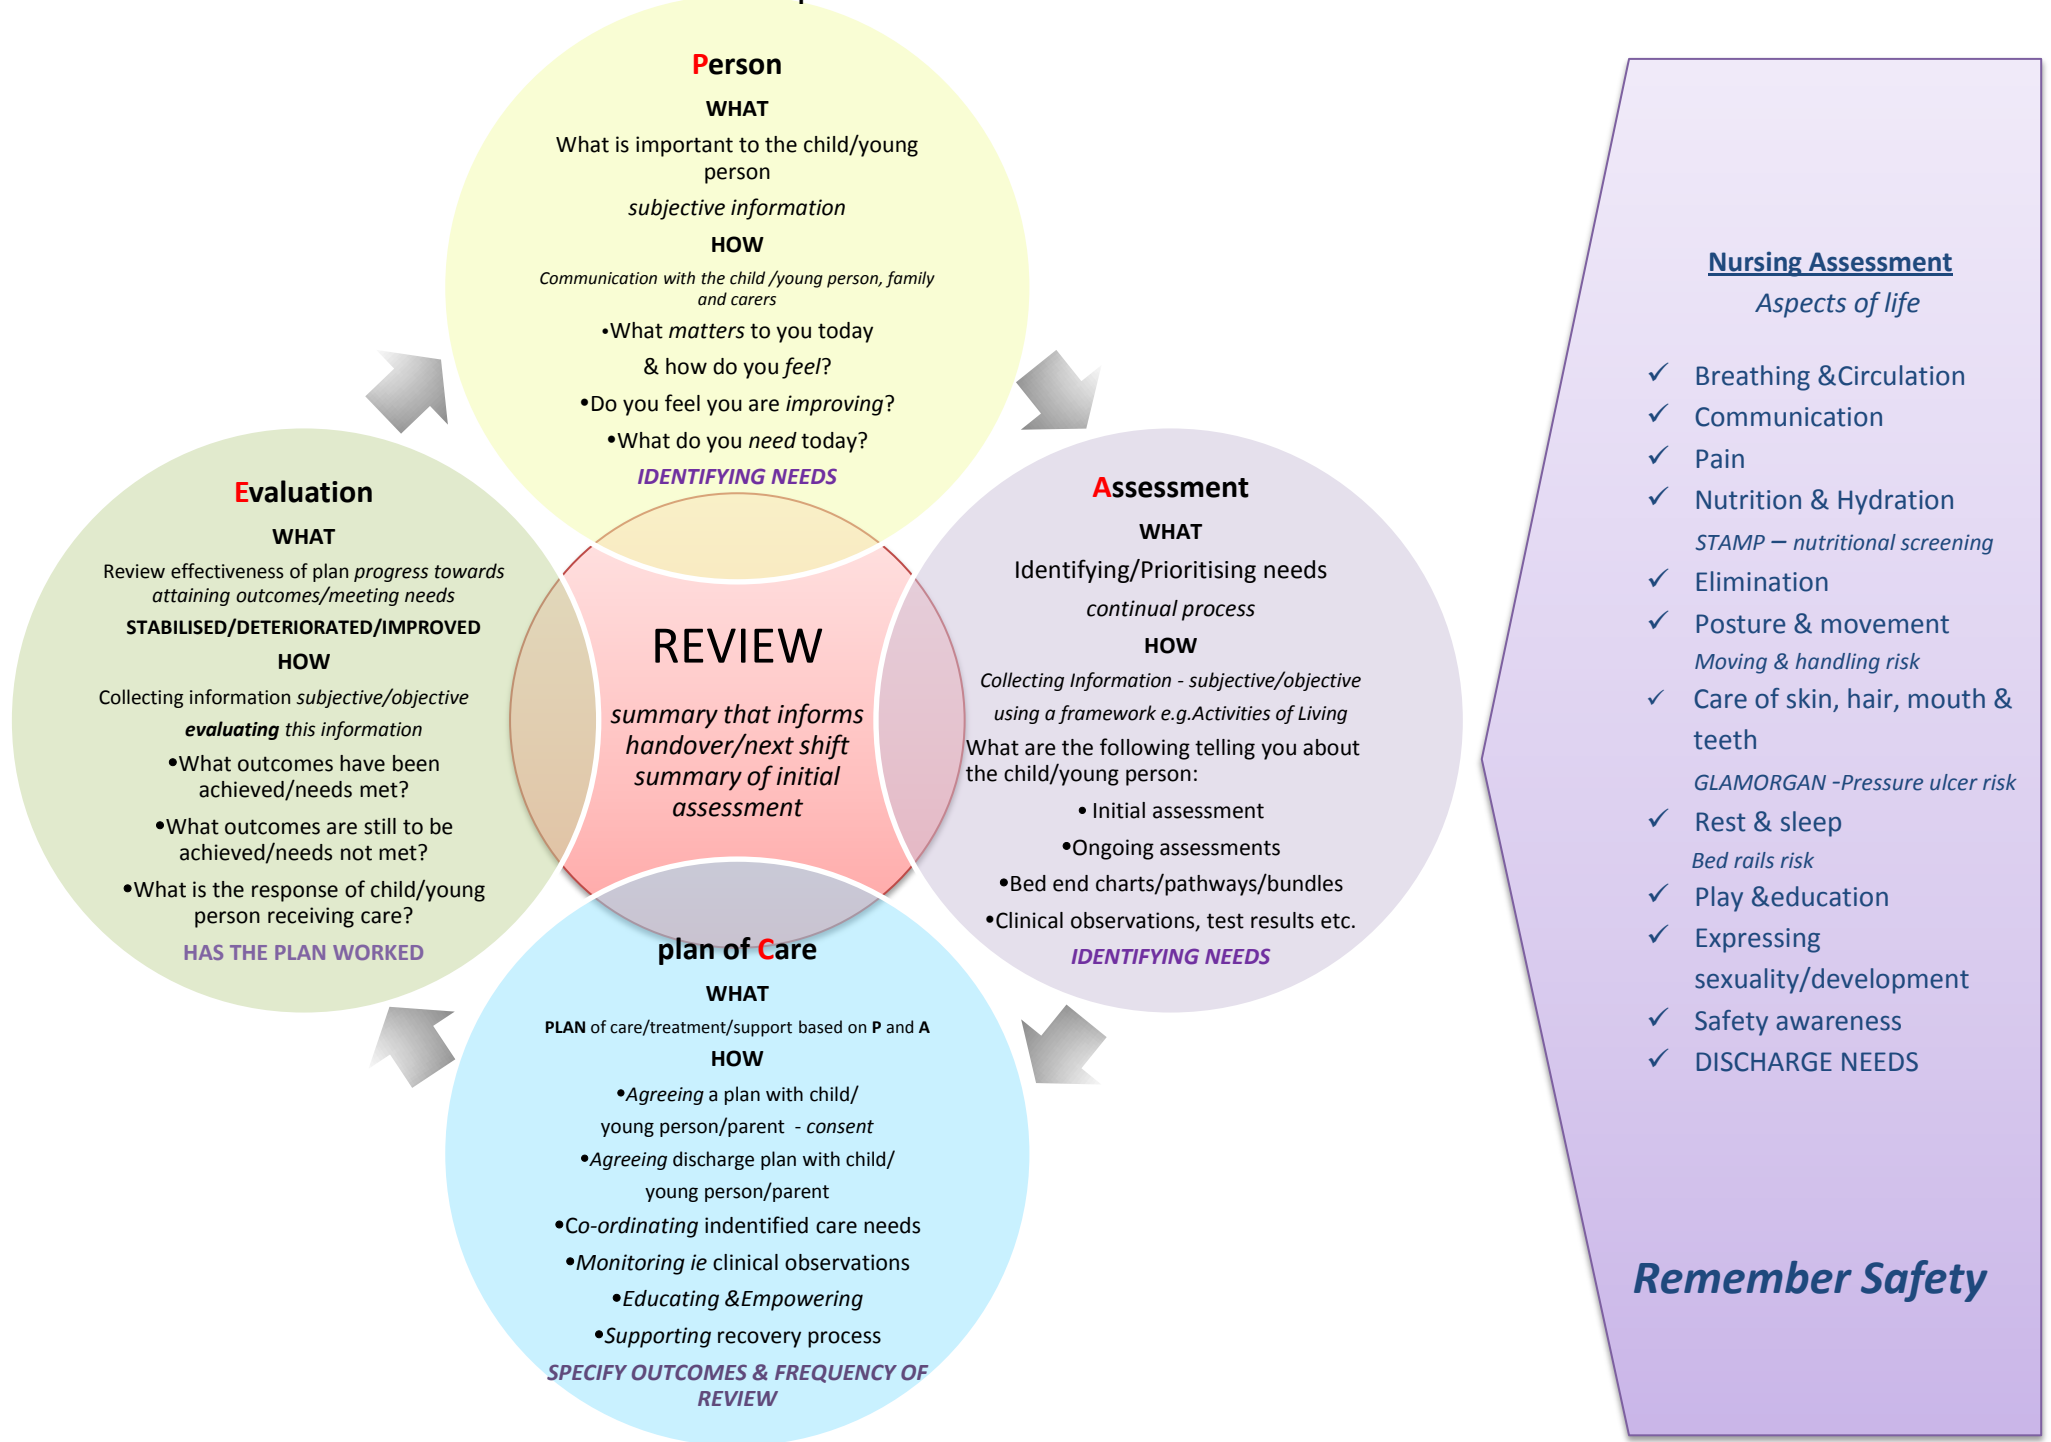 Person
WHAT
What is important to the child/young
person
subjective information
HOW
Communication with the child /young person, family
and carers
•What matters to you today
& how do you feel?
•Do you feel you are improving?
•What do you need today?
IDENTIFYING NEEDS
Assessment
WHAT
Identifying/Prioritising needs
continual process
HOW
Collecting Information - subjective/objective
using a framework e.g.Activities of Living
What are the following telling you about
the child/young person:
• Initial assessment
•Ongoing assessments
•Bed end charts/pathways/bundles
•Clinical observations, test results etc.
IDENTIFYING NEEDS
plan of Care
WHAT
PLAN of care/treatment/support based on P and A
HOW
•Agreeing a plan with child/
young person/parent - consent
•Agreeing discharge plan with child/
young person/parent
•Co-ordinating indentified care needs
•Monitoring ie clinical observations
•Educating &Empowering
•Supporting recovery process
SPECIFY OUTCOMES & FREQUENCY OF
REVIEW
Evaluation
WHAT
Review effectiveness of plan progress towards
attaining outcomes/meeting needs
STABILISED/DETERIORATED/IMPROVED
HOW
Collecting information subjective/objective
evaluating this information
•What outcomes have been
achieved/needs met?
•What outcomes are still to be
achieved/needs not met?
•What is the response of child/young
person receiving care?
HAS THE PLAN WORKED
REVIEW
summary that informs
handover/next shift
summary of initial
assessment
Nursing Assessment
Aspects of life
✓ Breathing &Circulation
✓ Communication
✓ Pain
✓ Nutrition & Hydration
STAMP – nutritional screening
✓ Elimination
✓ Posture & movement
Moving & handling risk
✓ Care of skin, hair, mouth &
teeth
GLAMORGAN -Pressure ulcer risk
✓ Rest & sleep
Bed rails risk
✓ Play &education
✓ Expressing
sexuality/development
✓ Safety awareness
✓ DISCHARGE NEEDS
Remember Safety